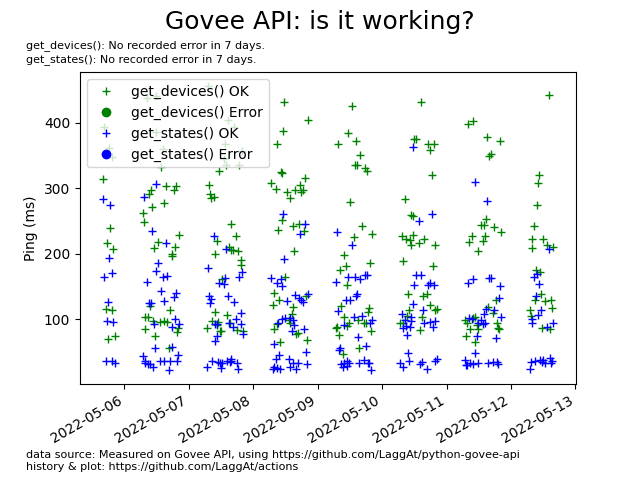 Govee API: is it working?
get_devices(): No recorded error in 7 days.
get_states(): No recorded error in 7 days.
get_devices() OK
get_devices() Error
get_states() OK
get_states() Error
Ping (ms)
400
300
200
100
2022-05-06
2022-05-07
2022-05-08
2022-05-09
2022-05-10
2022-05-11
2022-05-12
2022-05-13
data source: Measured on Govee API, using https://github.com/LaggAt/python-govee-api
history & plot: https://github.com/LaggAt/actions